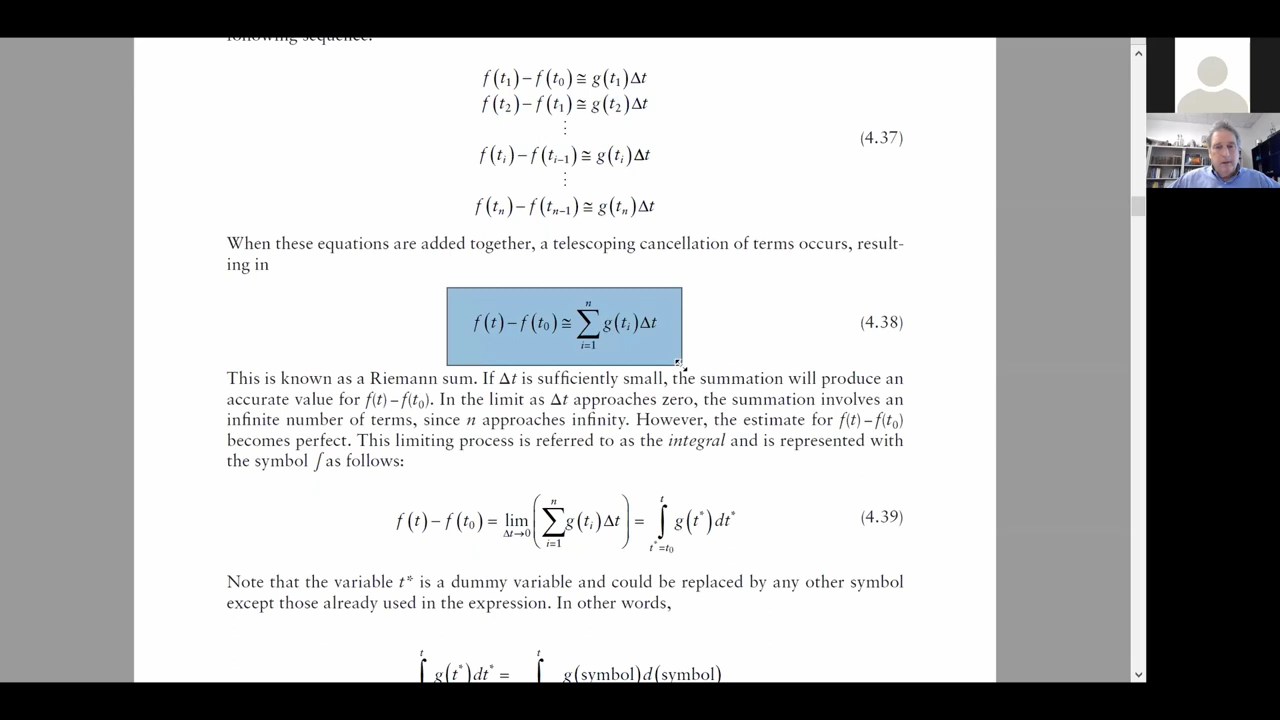 following sequence:
f(t₁) – f(t₀) ≅ g(t₁)Δt
f(t₂) – f(t₁) ≅ g(t₂)Δt
⋮
f(tᵢ) – f(tᵢ₋₁) ≅ g(tᵢ)Δt
(4.37)
⋮
f(tₙ) – f(tₙ₋₁) ≅ g(tₙ)Δt
When these equations are added together, a telescoping cancellation of terms occurs, result-
ing in
f(t) – f(t₀) ≅ ∑ᵢ₌₁ⁿ g(tᵢ)Δt (4.38)
This is known as a Riemann sum. If Δt is sufficiently small, the summation will produce an
accurate value for f(t) – f(t₀). In the limit as Δt approaches zero, the summation involves an
infinite number of terms, since n approaches infinity. However, the estimate for f(t) – f(t₀)
becomes perfect. This limiting process is referred to as the integral and is represented with
the symbol ∫ as follows:
f(t) – f(t₀) = lim_{Δt→0} (∑ᵢ₌₁ⁿ g(tᵢ)Δt) = ∫_{t*=t₀}^{t} g(t*)dt* (4.39)
Note that the variable t* is a dummy variable and could be replaced by any other symbol
except those already used in the expression. In other words,
∫^{t} g(t*)dt* = ∫^{t} g(symbol)d(symbol)